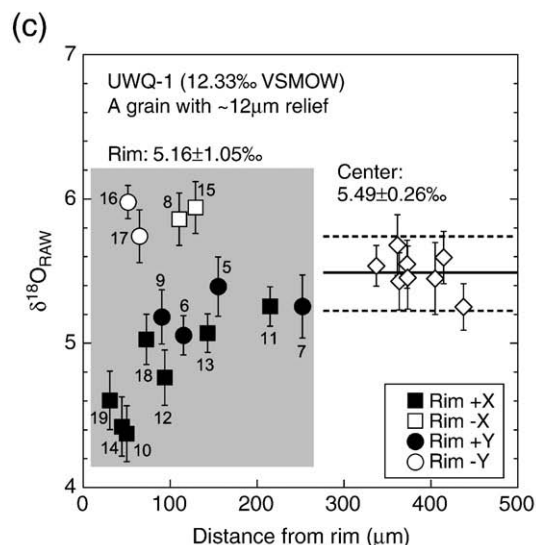 (c)
7
6
5
4
δ18ORAW
UWQ-1 (12.33‰ VSMOW)
A grain with ~12μm relief
Rim: 5.16±1.05‰
Center:
5.49±0.26‰
16
17
8
15
9
5
6
18
13
11
7
12
19
14
10
Rim +X
Rim -X
Rim +Y
Rim -Y
0
100
200
300
400
500
Distance from rim (μm)